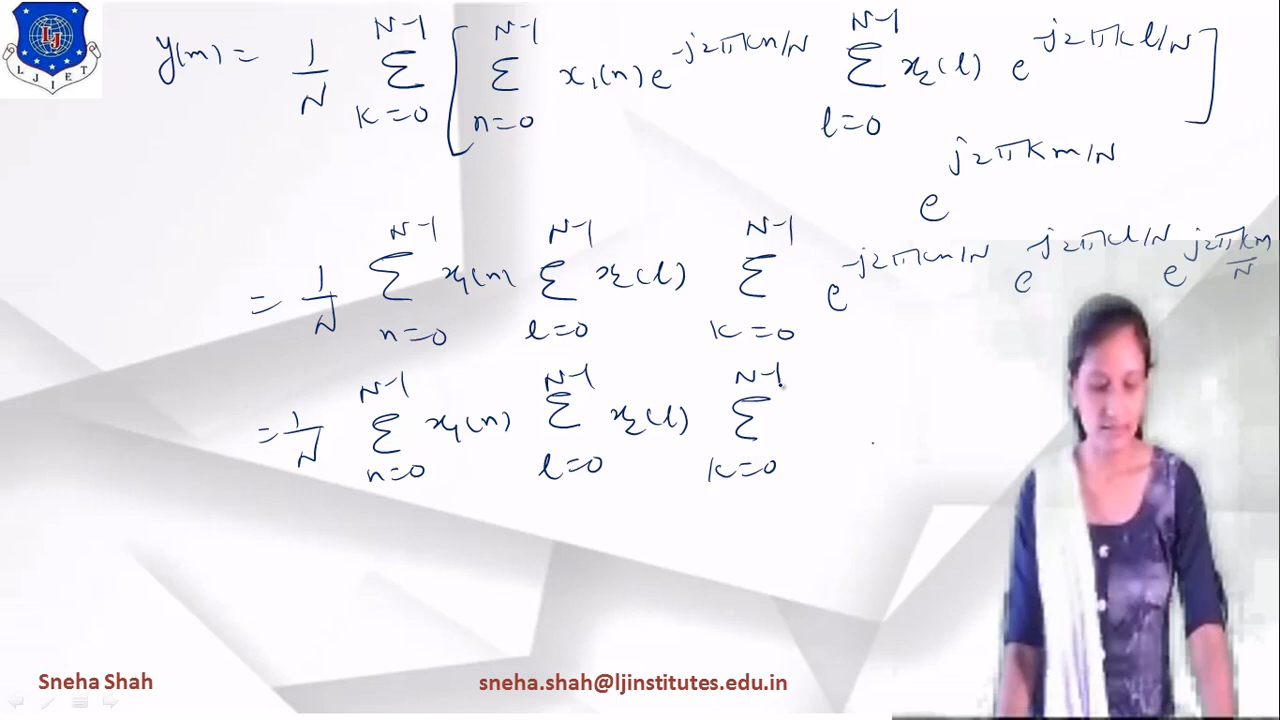 LJ
LJIET
y(m) = 1/N Σ_{k=0}^{N-1} [ Σ_{n=0}^{N-1} x₁(n) e^{-j2πkn/N} Σ_{l=0}^{N-1} x₂(l) e^{-j2πkl/N} ]
e^{j2πkm/N}
= 1/N Σ_{n=0}^{N-1} x₁(n) Σ_{l=0}^{N-1} x₂(l) Σ_{k=0}^{N-1} e^{-j2πkn/N} e^{-j2πkl/N} e^{j2πkm/N}
= 1/N Σ_{n=0}^{N-1} x₁(n) Σ_{l=0}^{N-1} x₂(l) Σ_{k=0}^{N-1}
Sneha Shah
sneha.shah@ljinstitutes.edu.in